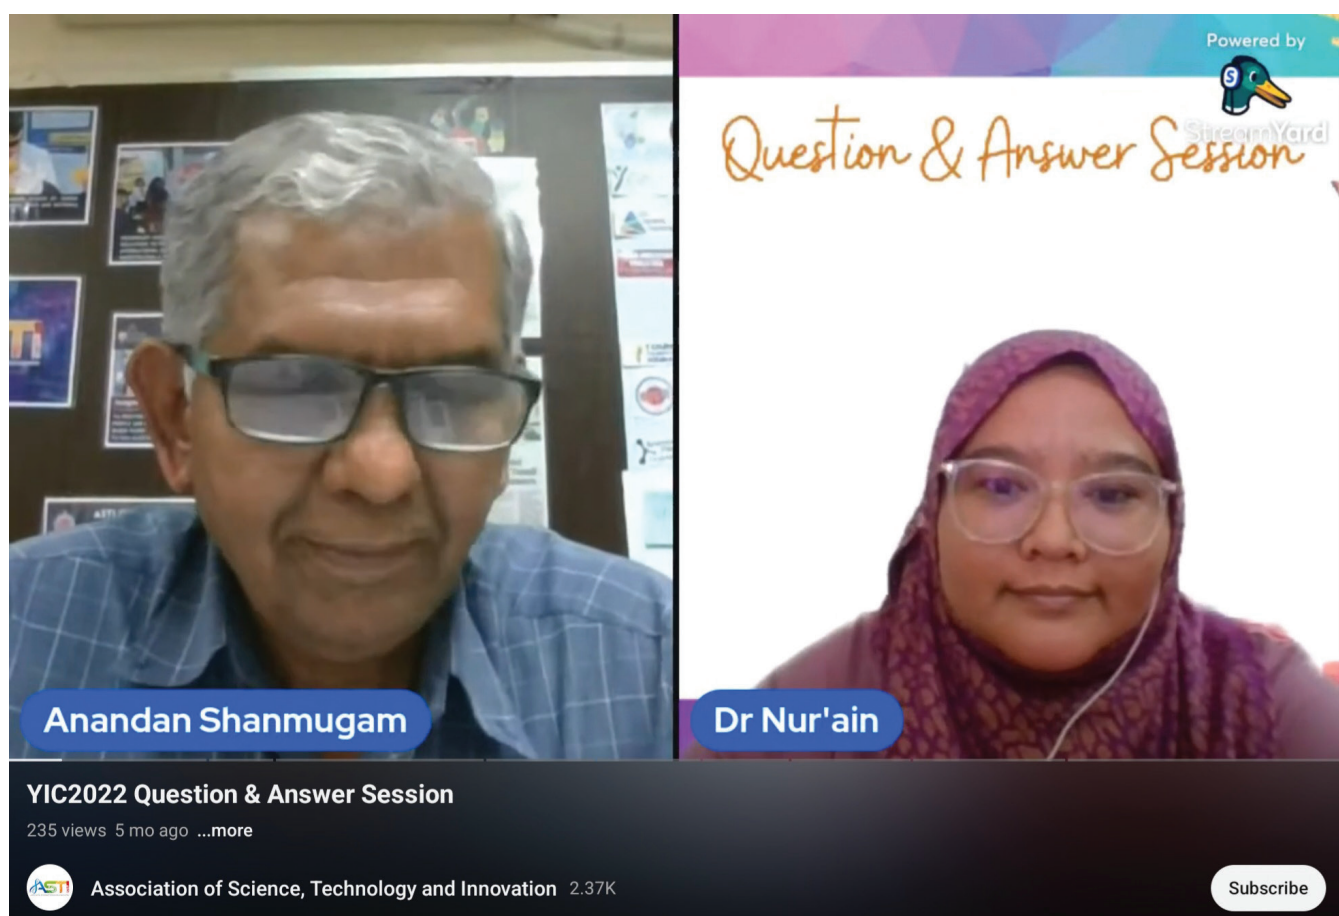 Powered by
StreamYard
Question & Answer Session
Anandan Shanmugam
Dr Nur'ain
YIC2022 Question & Answer Session
235 views 5 mo ago ...more
ASTI
Association of Science, Technology and Innovation 2.37K
Subscribe